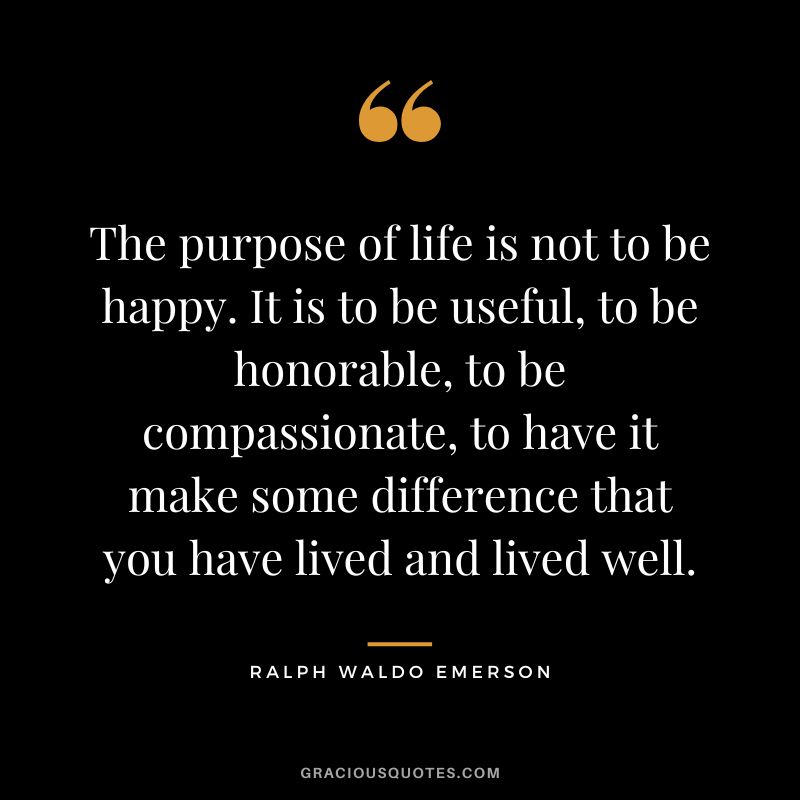 “
The purpose of life is not to be
happy. It is to be useful, to be
honorable, to be
compassionate, to have it
make some difference that
you have lived and lived well.
RALPH WALDO EMERSON
GRACIOUSQUOTES.COM